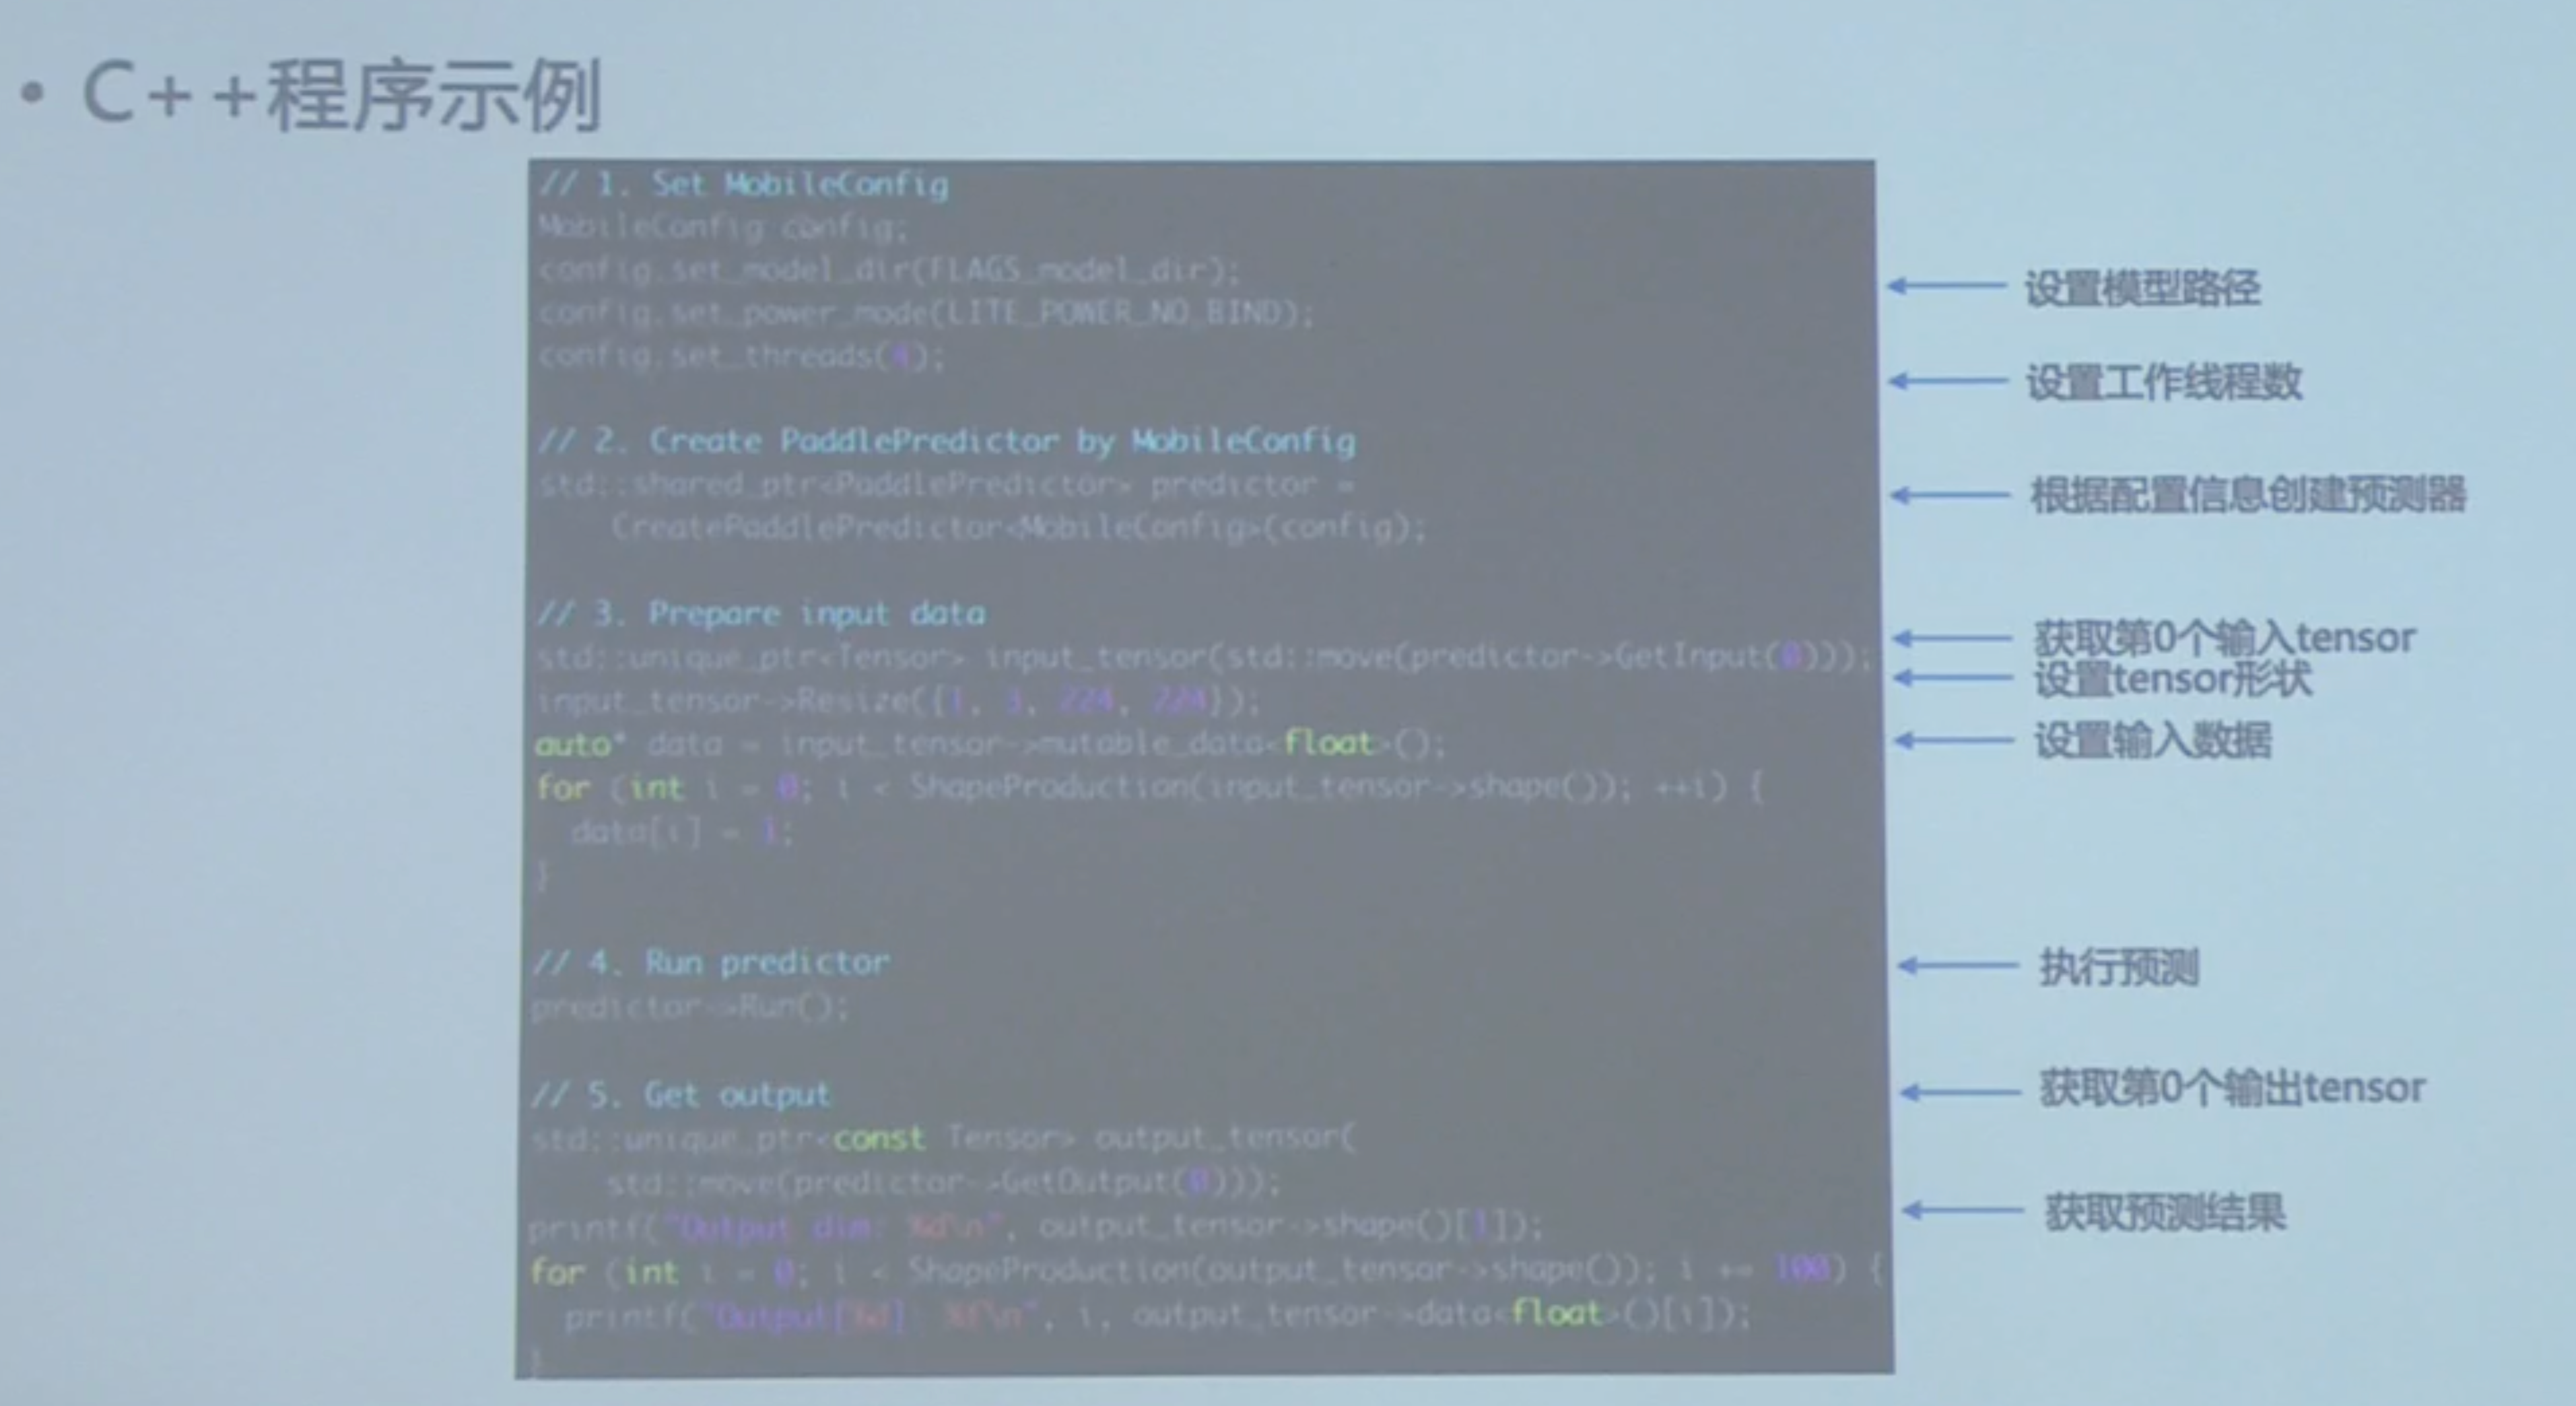 • C++程序示例
// 1. Set MobileConfig
MobileConfig config;
config.set_model_dir(FLAGS_model_dir);
设置模型路径
config.set_power_mode(LITE_POWER_NO_BIND);
config.set_threads(4);
设置工作线程数
// 2. Create PaddlePredictor by MobileConfig
std::shared_ptr<PaddlePredictor> predictor =
根据配置信息创建预测器
CreatePaddlePredictor<MobileConfig>(config);
// 3. Prepare input data
获取第0个输入tensor
std::unique_ptr<Tensor> input_tensor(std::move(predictor->GetInput(0)));
设置tensor形状
input_tensor->Resize({1, 3, 224, 224});
auto* data = input_tensor->mutable_data<float>();
设置输入数据
for (int i = 0; i < ShapeProduction(input_tensor->shape()); ++i) {
data[i] = 1;
}
// 4. Run predictor
执行预测
predictor->Run();
// 5. Get output
获取第0个输出tensor
std::unique_ptr<const Tensor> output_tensor(
std::move(predictor->GetOutput(0)));
获取预测结果
printf("Output dim: %d\n", output_tensor->shape()[1]);
for (int i = 0; i < ShapeProduction(output_tensor->shape()); i += 100) {
printf("Output[%d]: %f\n", i, output_tensor->data<float>()[i]);
}